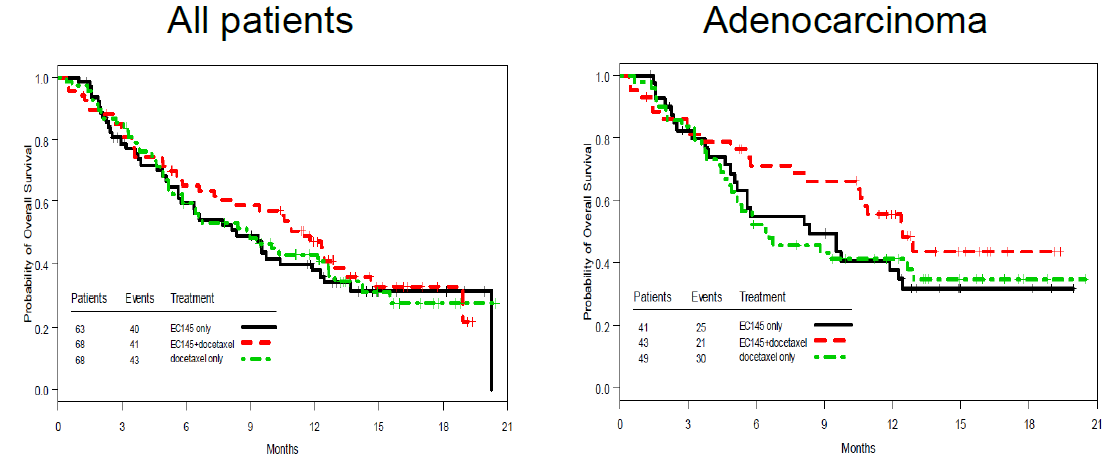 All patients
Adenocarcinoma
Probability of Overall Survival
1.0
0.8
0.6
0.4
0.2
0.0
Patients Events Treatment
63 40 EC145 only
68 41 EC145+docetaxel
68 43 docetaxel only
0 3 6 9 12 15 18 21
Months
Probability of Overall Survival
1.0
0.8
0.6
0.4
0.2
0.0
Patients Events Treatment
41 25 EC145 only
43 21 EC145+docetaxel
49 30 docetaxel only
0 3 6 9 12 15 18 21
Months